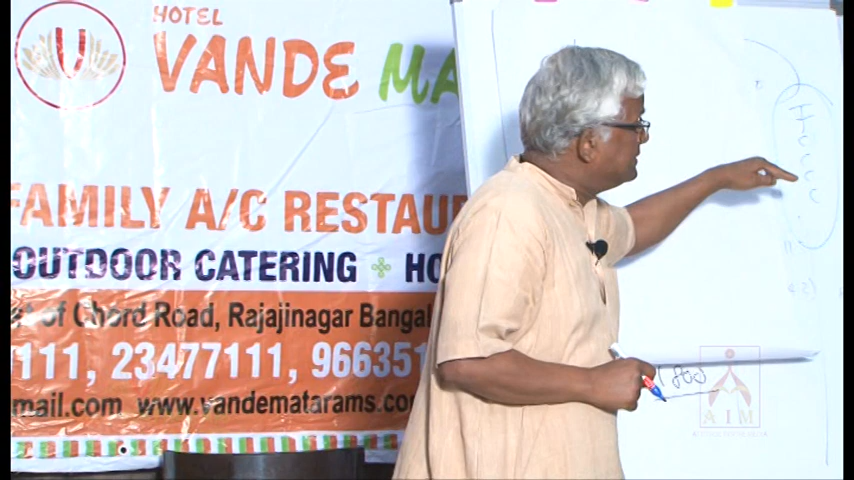 HOTEL
VANDE MA
FAMILY A/C RESTAU
OUTDOOR CATERING HO
of Chord Road, Rajajinagar Bangal
111, 23477111, 966351
mail.com www.vandematarams.co
AIM